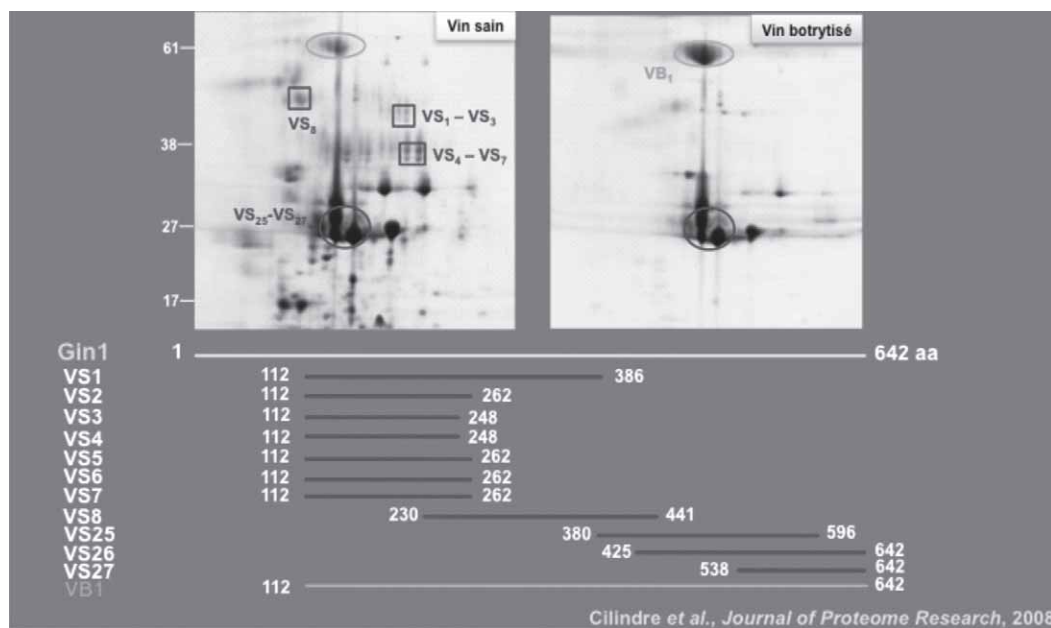 Vin sain
Vin botrytisé
61
VB₁
VS₈
VS₁ – VS₃
38
VS₄ – VS₇
VS₂₅-VS₂₇
27
17
Gin1 1 642 aa
VS1 112 386
VS2 112 262
VS3 112 248
VS4 112 248
VS5 112 262
VS6 112 262
VS7 112 262
VS8 230 441
VS25 380 596
VS26 425 642
VS27 538 642
VB1 112 642
Cilindre et al., Journal of Proteome Research, 2008